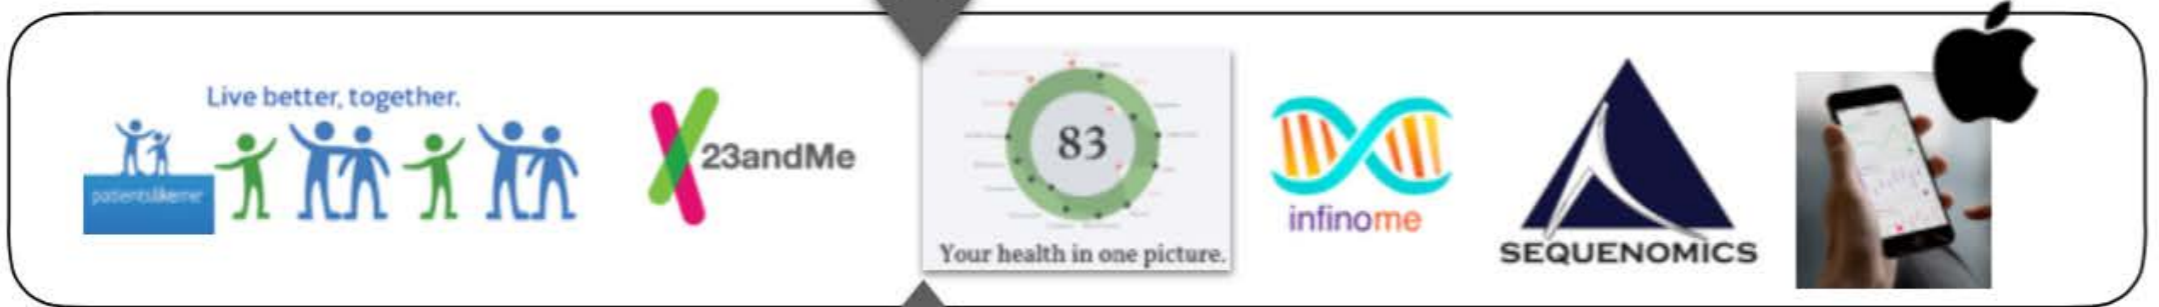 Live better, together.
patientslikeme
23andMe
83
Your health in one picture.
infinome
SEQUENOMICS